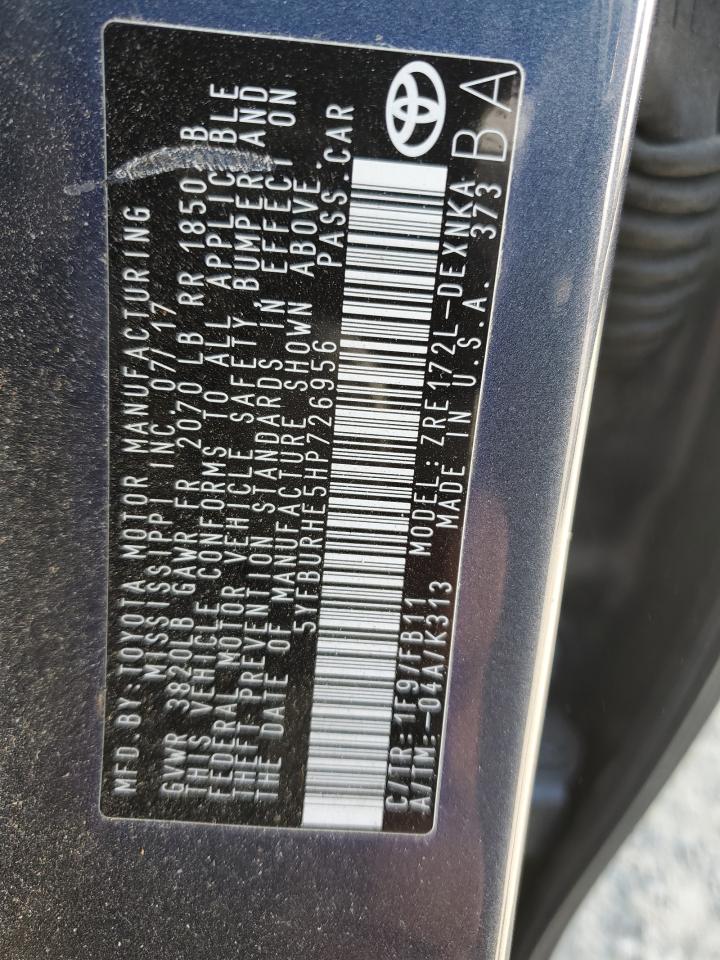 MFD.BY:TOYOTA MOTOR MANUFACTURING
MISSISSIPPI INC. 07/17
GVWR 3820LB GAWR FR 2070 LB RR 1850 LB
THIS VEHICLE CONFORMS TO ALL APPLICABLE
FEDERAL MOTOR VEHICLE SAFETY, BUMPER, AND
THEFT PREVENTION STANDARDS IN EFFECT ON
THE DATE OF MANUFACTURE SHOWN ABOVE.
5YFBURHE5HP726956 PASS.CAR
C/TR:1F9/FB11 MODEL:ZRE172L-DEXNKA
A/TM:-04A/K313 MADE IN U.S.A. 373
BA